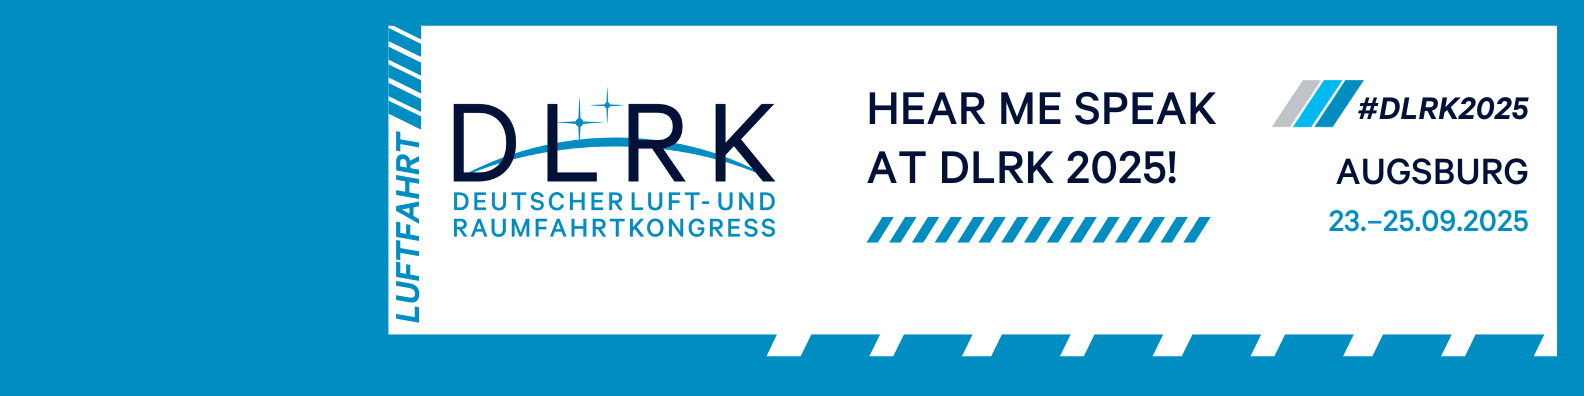 LUFTFAHRT
DLRK
DEUTSCHER LUFT- UND
RAUMFAHRTKONGRESS
HEAR ME SPEAK
AT DLRK 2025!
#DLRK2025
AUGSBURG
23.–25.09.2025